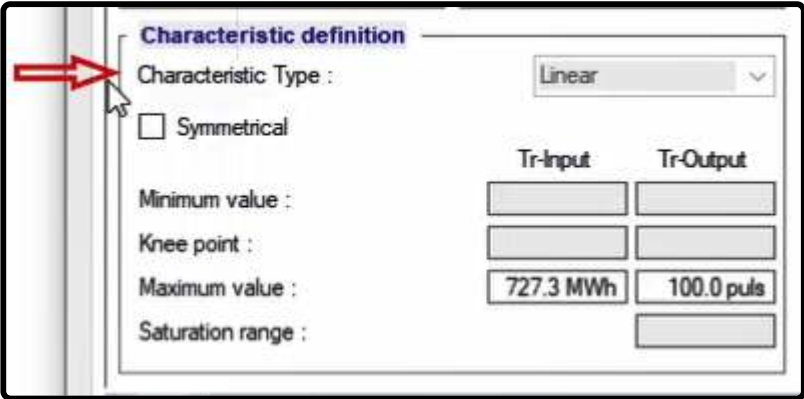 Characteristic definition
Characteristic Type : Linear
Symmetrical
Tr-Input Tr-Output
Minimum value :
Knee point :
Maximum value : 727.3 MWh 100.0 puls
Saturation range :